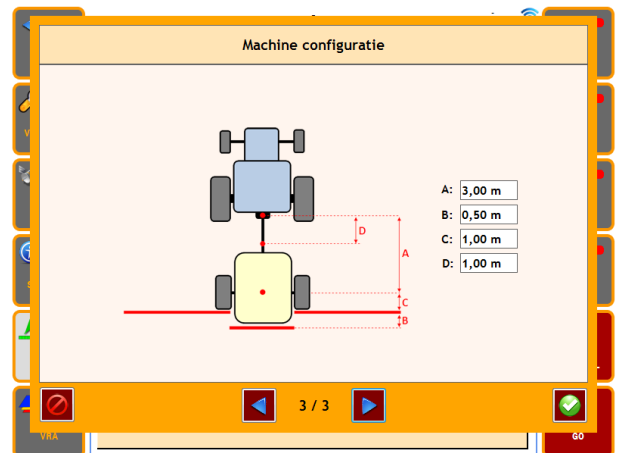 Machine configuratie
D
A
C
B
A: 3,00 m
B: 0,50 m
C: 1,00 m
D: 1,00 m
3 / 3
VRA
GO